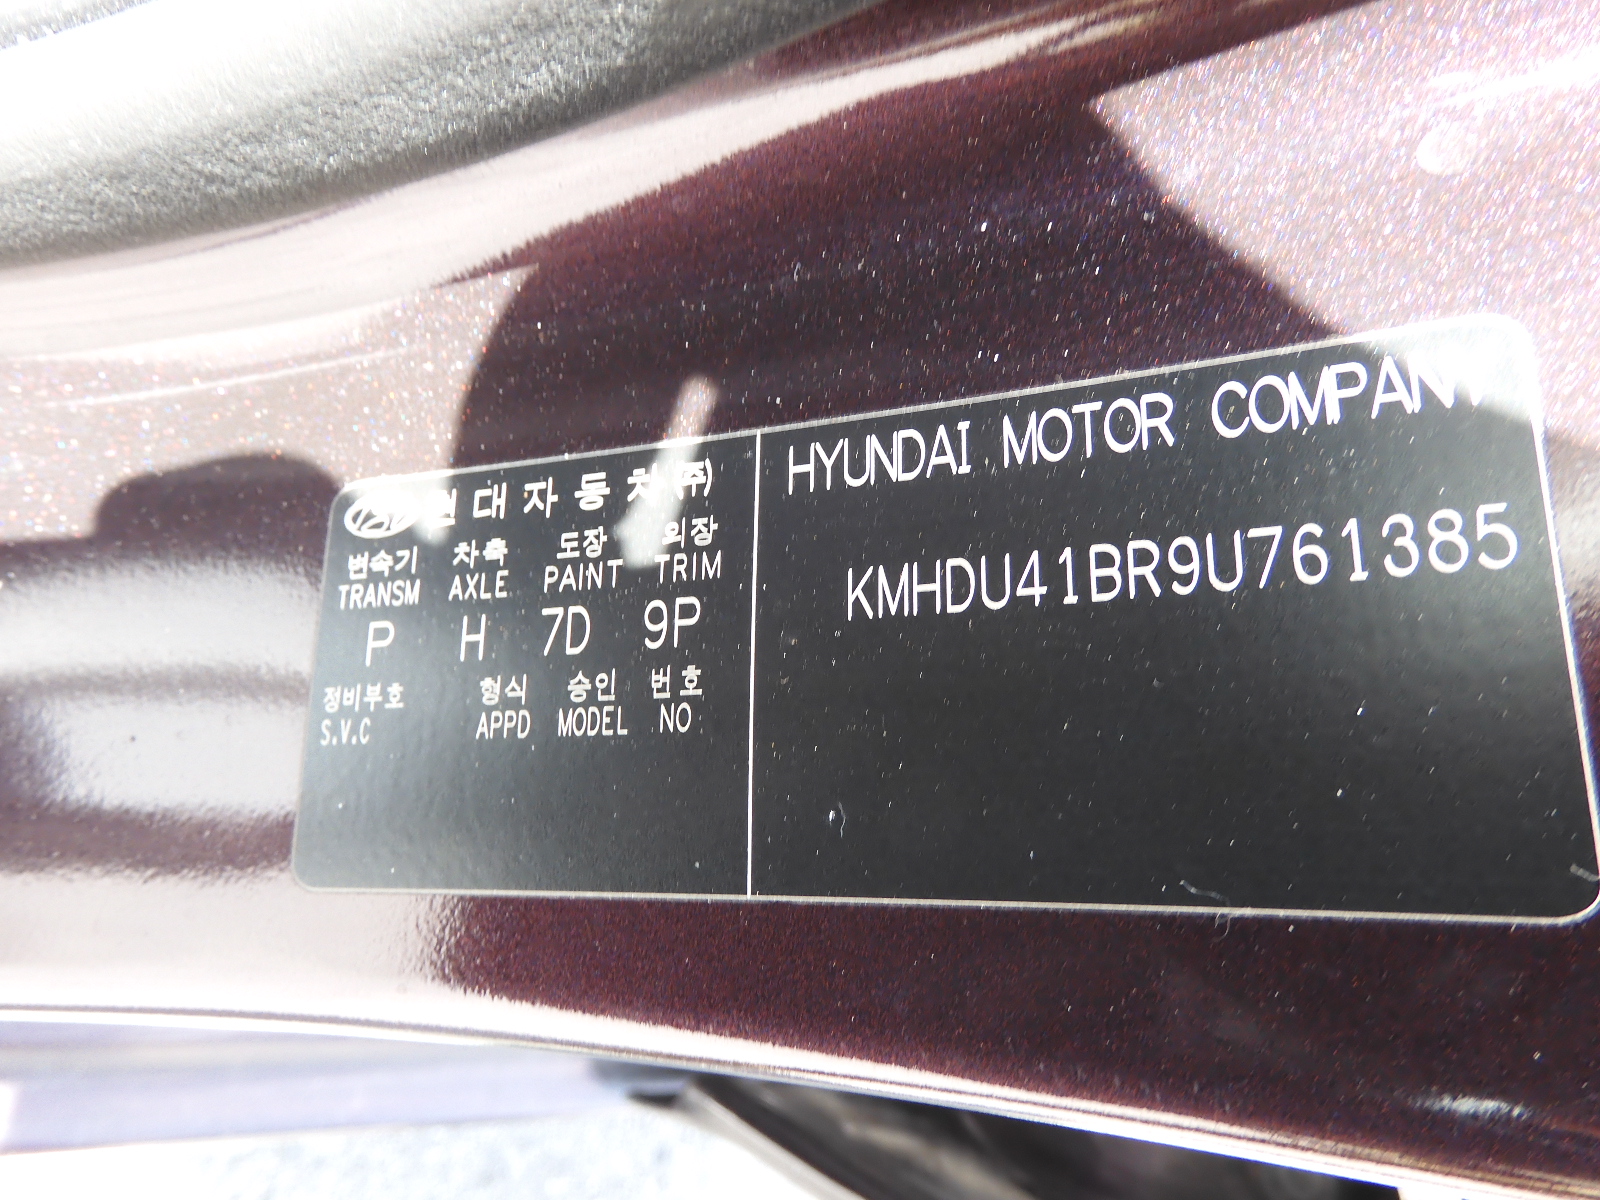 현대자동차(주)
변속기 차축 도장 외장
TRANSM AXLE PAINT TRIM
P H 7D 9P
정비부호 형식 승인 번호
S.V.C APPD MODEL NO
HYUNDAI MOTOR COMPANY
KMHDU41BR9U761385